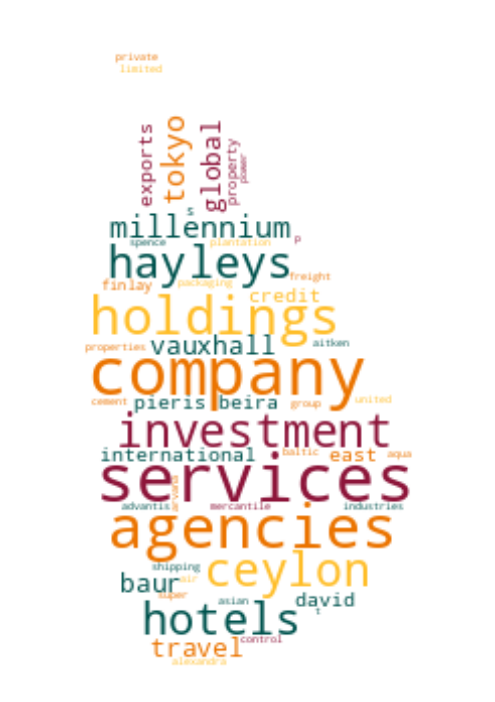 private
limited
exports tokyo global property power
s
millennium
spence plantation p
hayleys
finlay packaging freight
credit
holdings
properties vauxhall aitken
company
cement pieris beira group united
investment
international baltic east aqua
services
advantis arvana mercantile industries
agencies
shipping ceylon
baur air
super asian david
hotels t
travel control
alexandra